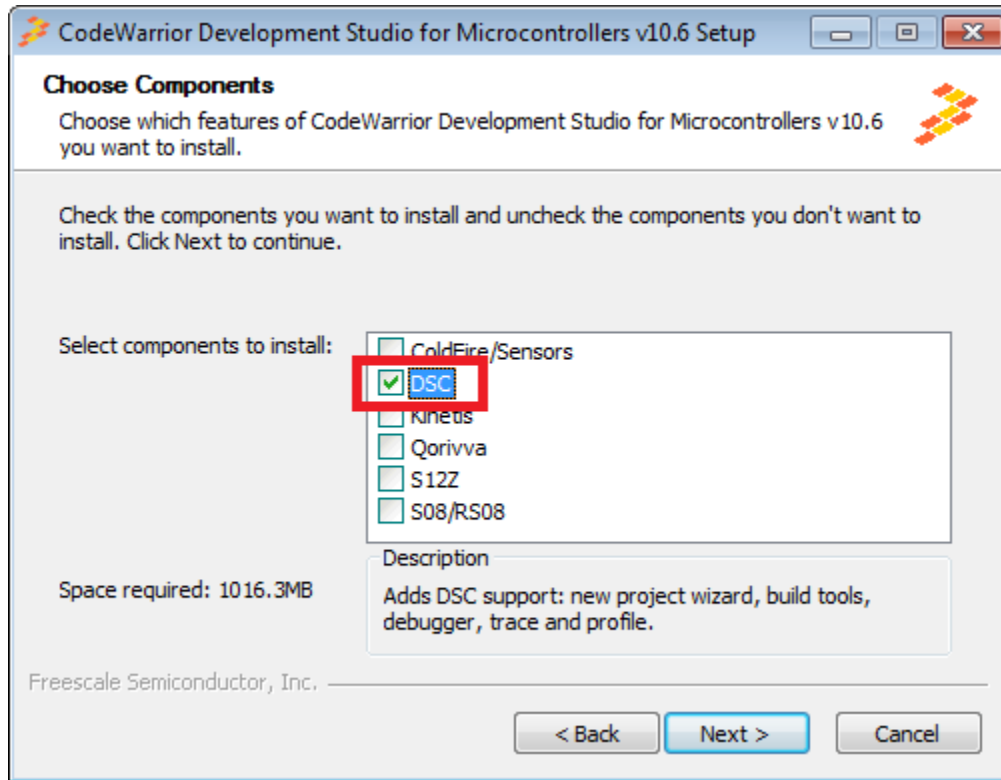 CodeWarrior Development Studio for Microcontrollers v10.6 Setup
Choose Components
Choose which features of CodeWarrior Development Studio for Microcontrollers v10.6
you want to install.
Check the components you want to install and uncheck the components you don't want to
install. Click Next to continue.
Select components to install:
ColdFire/Sensors
DSC
Kinetis
Qorivva
S12Z
S08/RS08
Space required: 1016.3MB
Description
Adds DSC support: new project wizard, build tools,
debugger, trace and profile.
Freescale Semiconductor, Inc.
< Back
Next >
Cancel